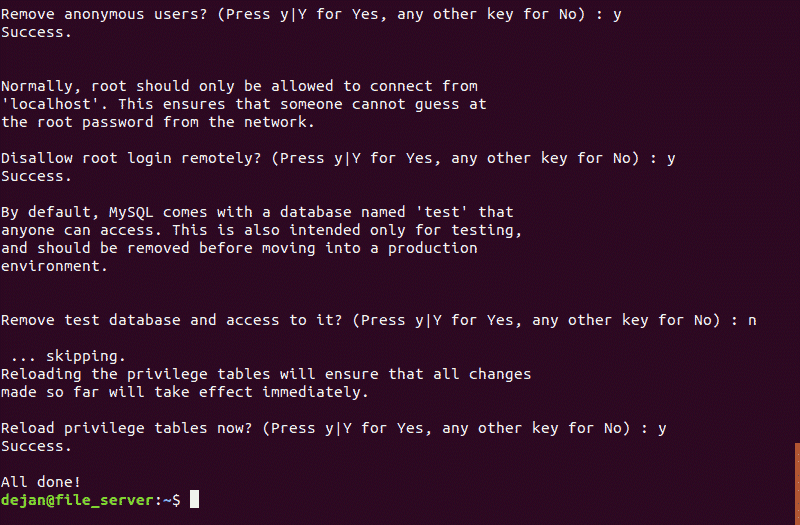 Remove anonymous users? (Press y|Y for Yes, any other key for No) : y
Success.
Normally, root should only be allowed to connect from
'localhost'. This ensures that someone cannot guess at
the root password from the network.
Disallow root login remotely? (Press y|Y for Yes, any other key for No) : y
Success.
By default, MySQL comes with a database named 'test' that
anyone can access. This is also intended only for testing,
and should be removed before moving into a production
environment.
Remove test database and access to it? (Press y|Y for Yes, any other key for No) : n
... skipping.
Reloading the privilege tables will ensure that all changes
made so far will take effect immediately.
Reload privilege tables now? (Press y|Y for Yes, any other key for No) : y
Success.
All done!
dejan@file_server:~$